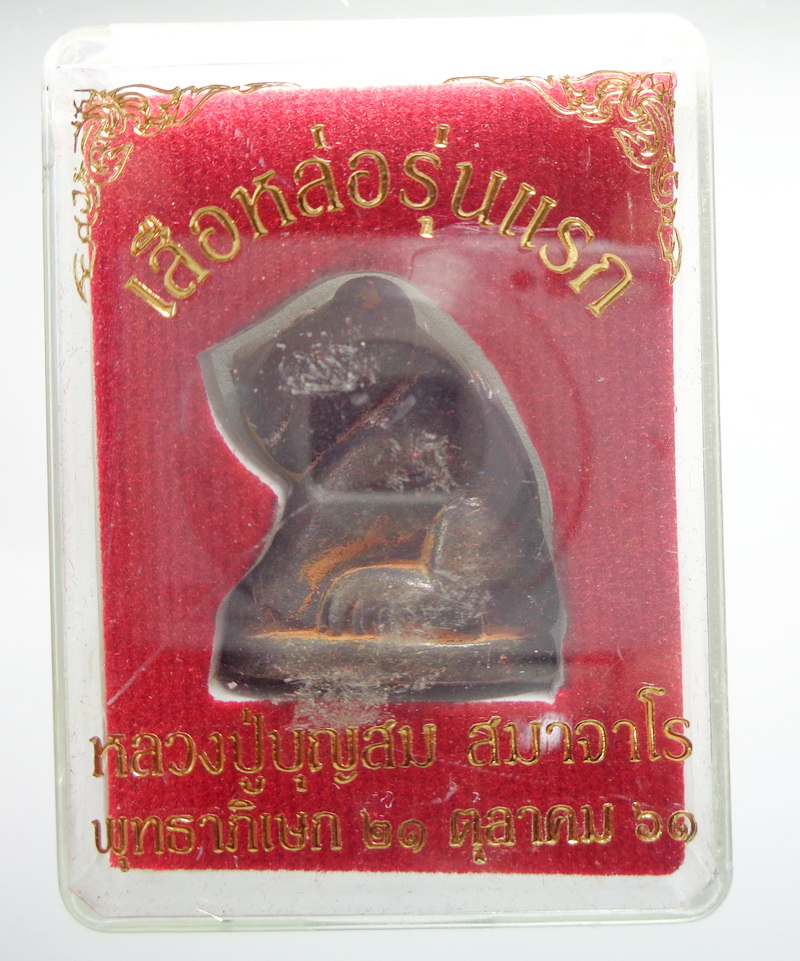 เสือหล่อรุ่นแรก
หลวงปู่บุญสม สมาจาโร
พุทธาภิเษก ๒๑ ตุลาคม ๖๑